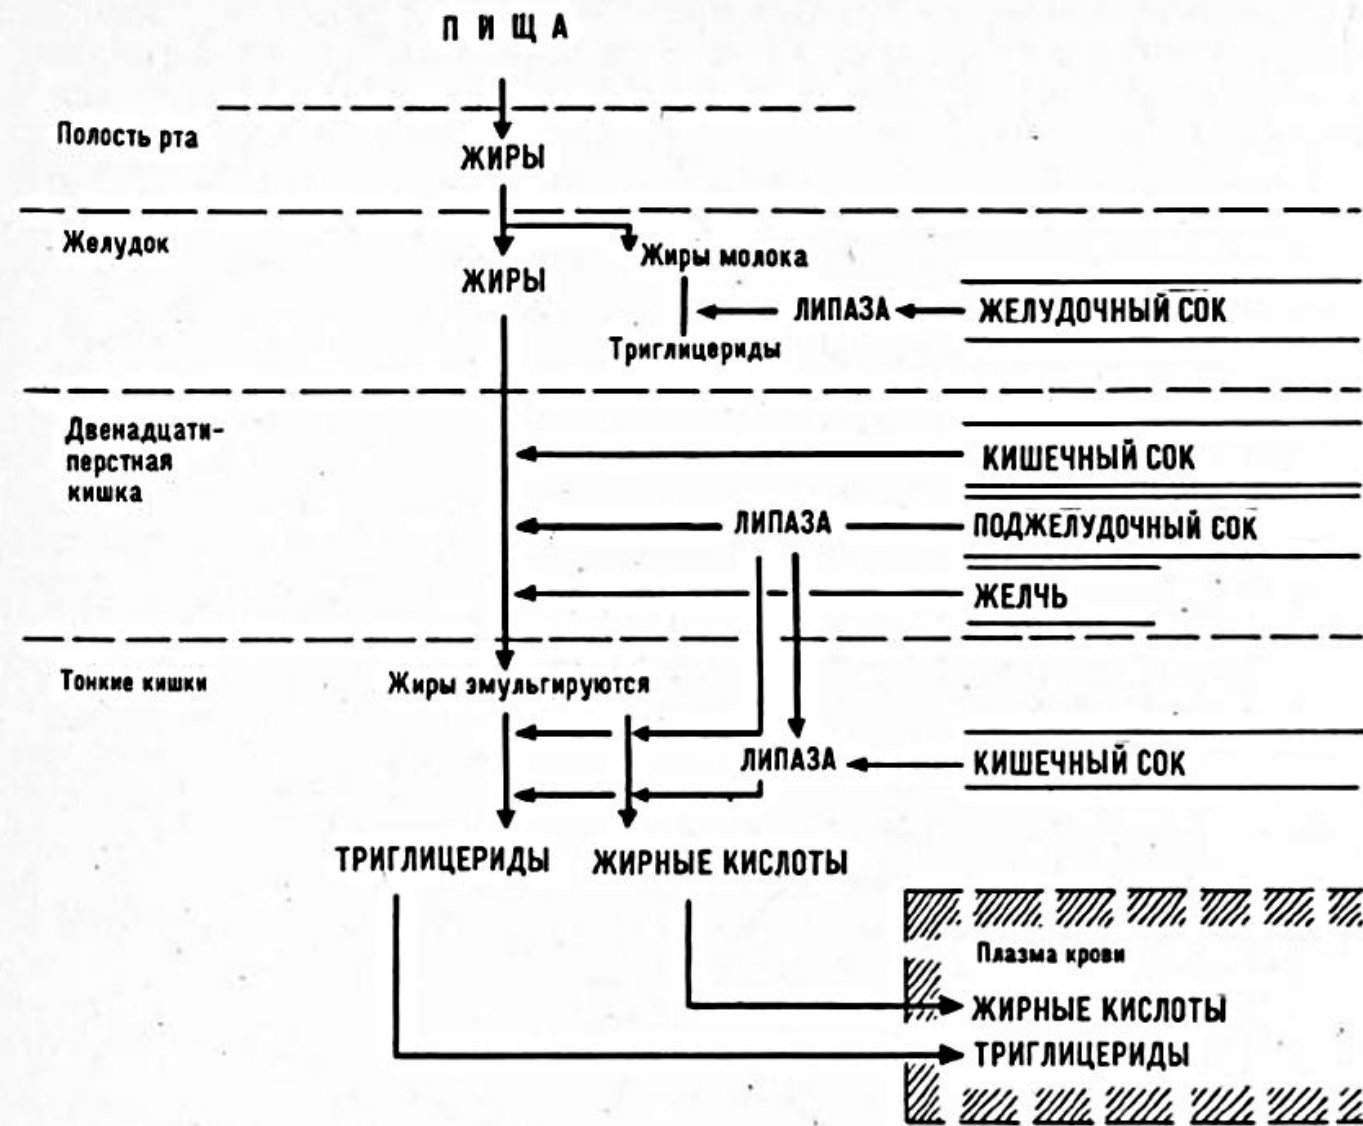 ПИЩА
Полость рта
ЖИРЫ
Желудок
Жиры молока
ЖИРЫ
ЛИПАЗА
ЖЕЛУДОЧНЫЙ СОК
Триглицериды
Двенадцати-
перстная
кишка
КИШЕЧНЫЙ СОК
ЛИПАЗА
ПОДЖЕЛУДОЧНЫЙ СОК
ЖЕЛЧЬ
Тонкие кишки
Жиры эмульгируются
ЛИПАЗА
КИШЕЧНЫЙ СОК
ТРИГЛИЦЕРИДЫ
ЖИРНЫЕ КИСЛОТЫ
Плазма крови
ЖИРНЫЕ КИСЛОТЫ
ТРИГЛИЦЕРИДЫ